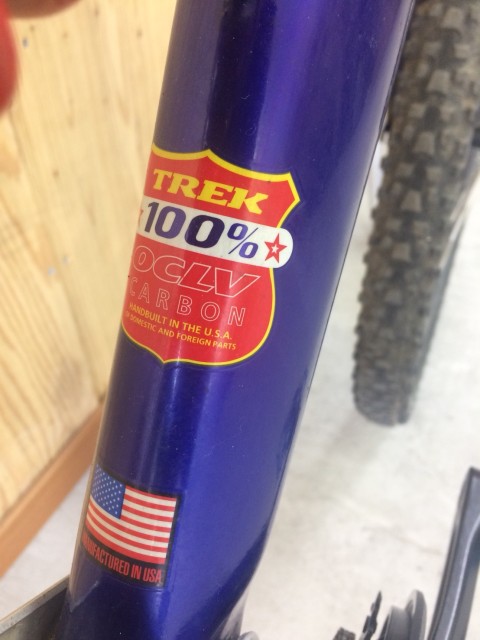 TREK
100%
OCLV
CARBON
HANDBUILT IN THE U.S.A.
OF DOMESTIC AND FOREIGN PARTS
MANUFACTURED IN USA